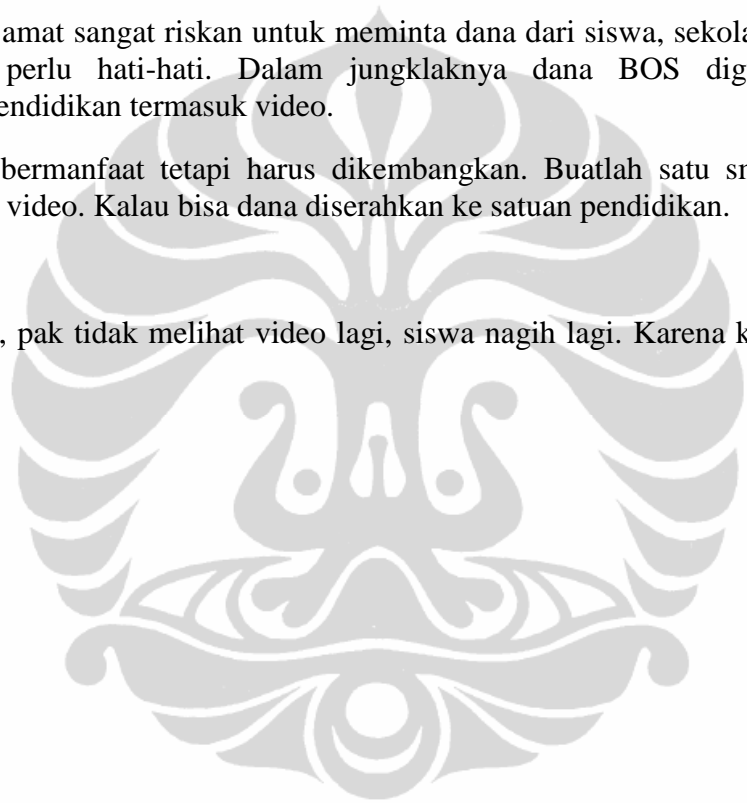 amat sangat riskan untuk meminta dana dari siswa, sekola
perlu hati-hati. Dalam jungklaknya dana BOS dig
endidikan termasuk video.
bermanfaat tetapi harus dikembangkan. Buatlah satu sn
video. Kalau bisa dana diserahkan ke satuan pendidikan.
, pak tidak melihat video lagi, siswa nagih lagi. Karena k